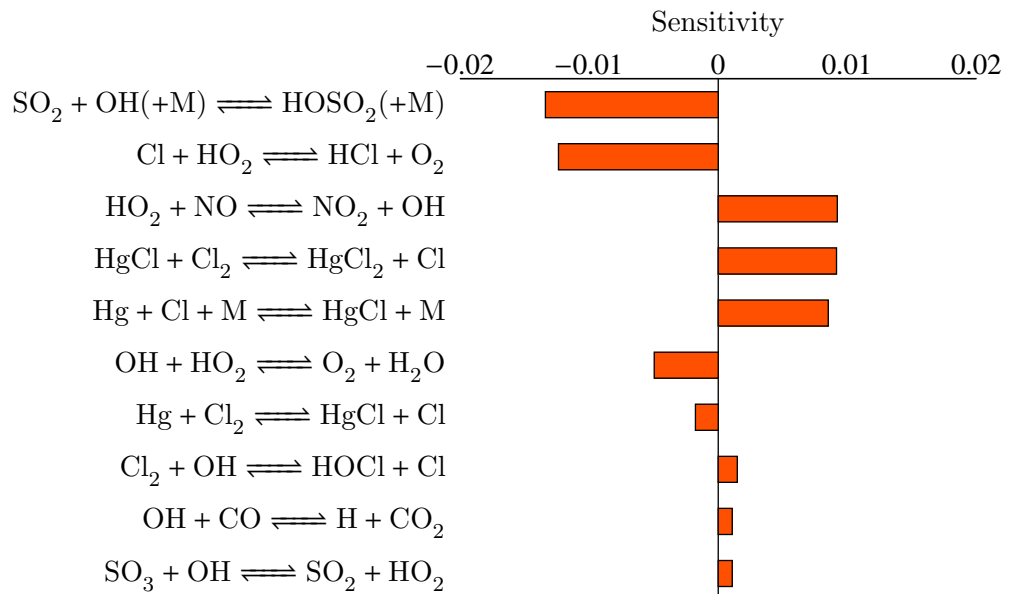 Sensitivity
−0.02 −0.01 0 0.01 0.02
SO₂ + OH(+M) ⇌ HOSO₂(+M)
Cl + HO₂ ⇌ HCl + O₂
HO₂ + NO ⇌ NO₂ + OH
HgCl + Cl₂ ⇌ HgCl₂ + Cl
Hg + Cl + M ⇌ HgCl + M
OH + HO₂ ⇌ O₂ + H₂O
Hg + Cl₂ ⇌ HgCl + Cl
Cl₂ + OH ⇌ HOCl + Cl
OH + CO ⇌ H + CO₂
SO₃ + OH ⇌ SO₂ + HO₂